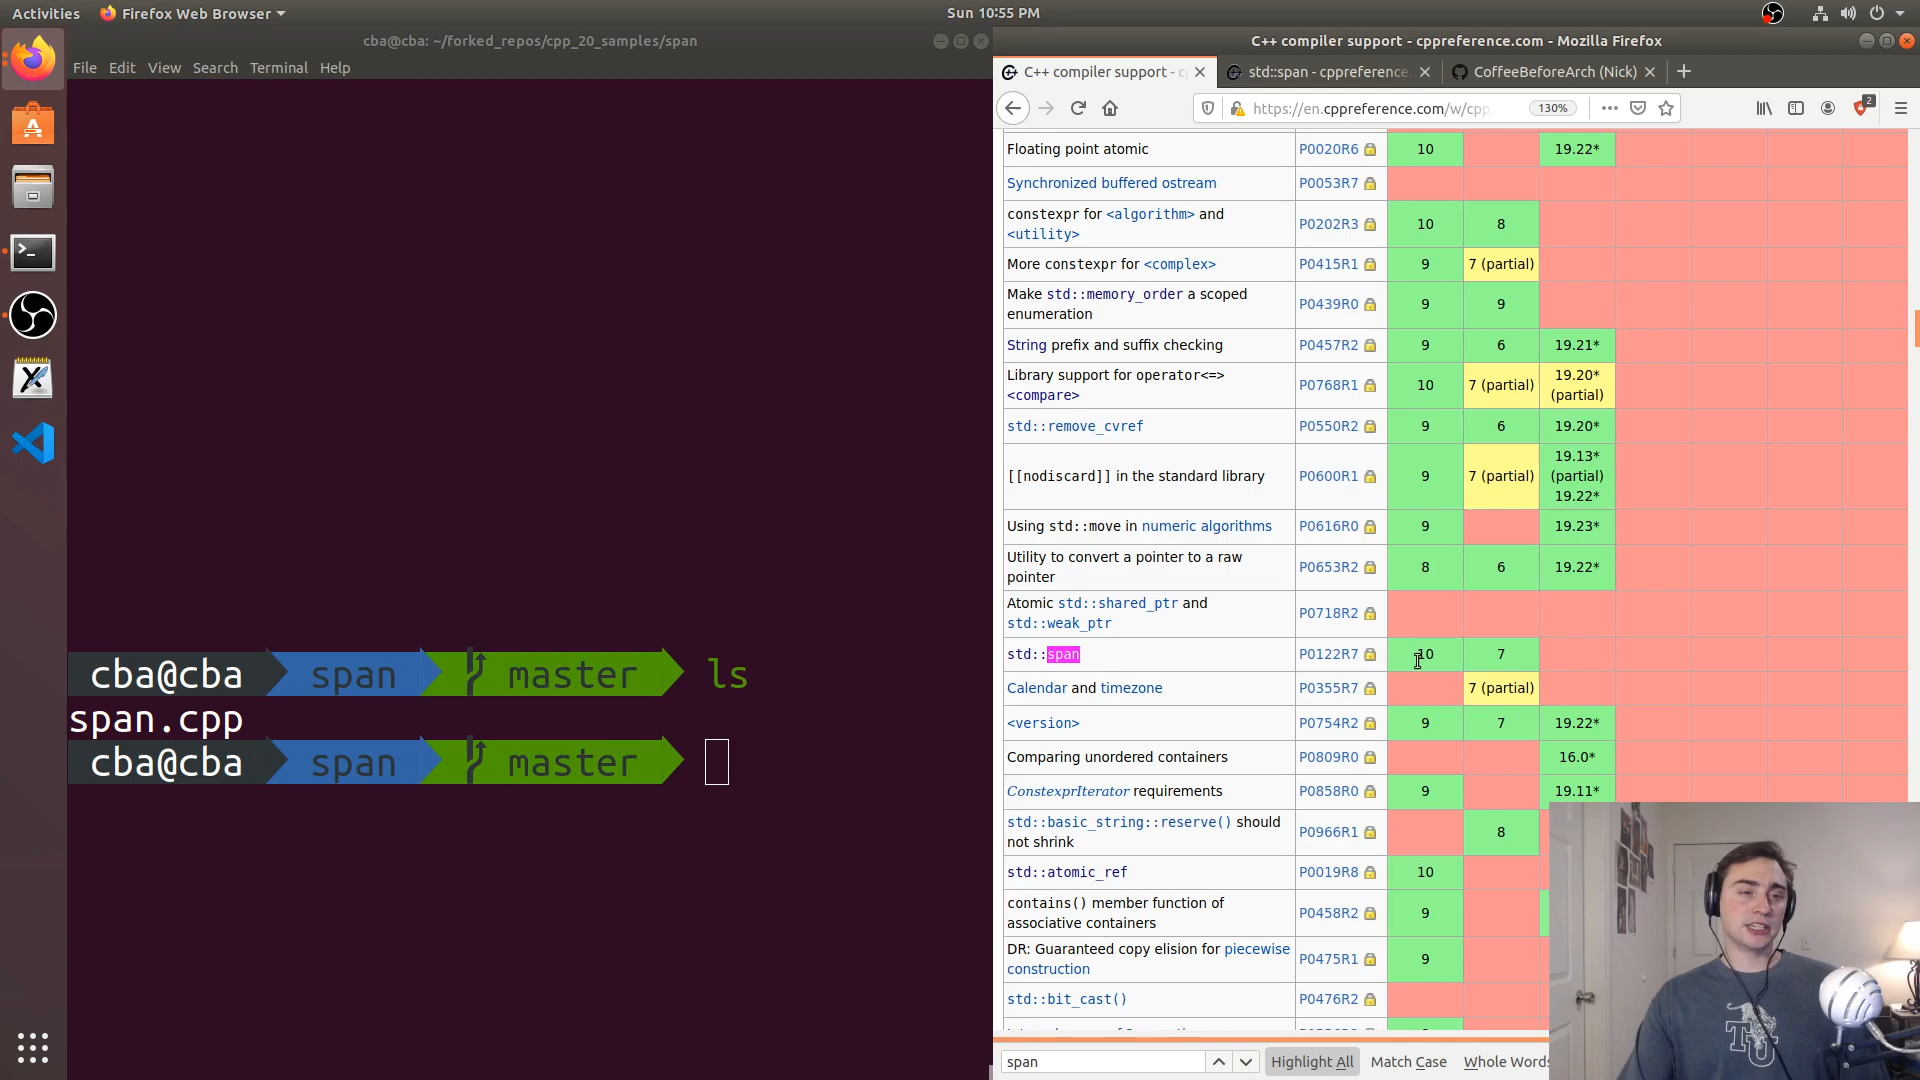 Activities
Firefox Web Browser
Sun 10:55 PM
cba@cba: ~/forked_repos/cpp_20_samples/span
File Edit View Search Terminal Help
cba@cba span master ls
span.cpp
cba@cba span master
C++ compiler support - cppreference.com - Mozilla Firefox
C++ compiler support - c
std::span - cppreference.
CoffeeBeforeArch (Nick)
https://en.cppreference.com/w/cpp
130%
2
Floating point atomic P0020R6 10 19.22*
Synchronized buffered ostream P0053R7
constexpr for <algorithm> and
<utility> P0202R3 10 8
More constexpr for <complex> P0415R1 9 7 (partial)
Make std::memory_order a scoped
enumeration P0439R0 9 9
String prefix and suffix checking P0457R2 9 6 19.21*
Library support for operator<=>
<compare> P0768R1 10 7 (partial) 19.20*
(partial)
std::remove_cvref P0550R2 9 6 19.20*
[[nodiscard]] in the standard library P0600R1 9 7 (partial) 19.13*
(partial)
19.22*
Using std::move in numeric algorithms P0616R0 9 19.23*
Utility to convert a pointer to a raw
pointer P0653R2 8 6 19.22*
Atomic std::shared_ptr and
std::weak_ptr P0718R2
std::span P0122R7 10 7
Calendar and timezone P0355R7 7 (partial)
<version> P0754R2 9 7 19.22*
Comparing unordered containers P0809R0 16.0*
ConstexprIterator requirements P0858R0 9 19.11*
std::basic_string::reserve() should
not shrink P0966R1 8
std::atomic_ref P0019R8 10
contains() member function of
associative containers P0458R2 9
DR: Guaranteed copy elision for piecewise
construction P0475R1 9
std::bit_cast() P0476R2
span
Highlight All Match Case Whole Words